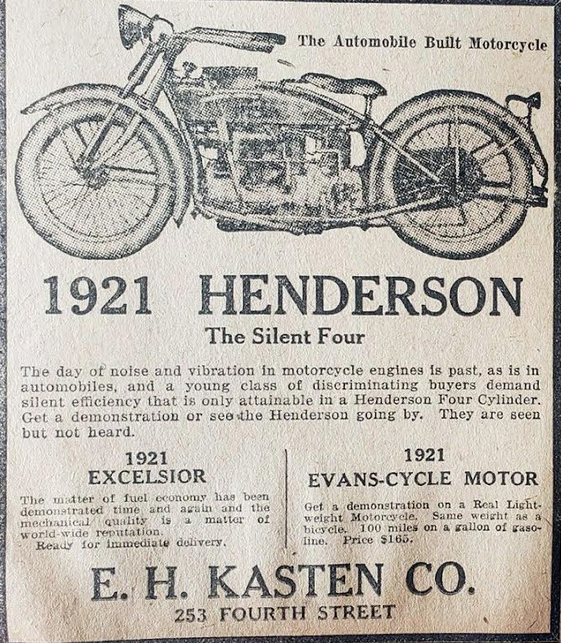 The Automobile Built Motorcycle
1921 HENDERSON
The Silent Four
The day of noise and vibration in motorcycle engines is past, as is in
automobiles, and a young class of discriminating buyers demand
silent efficiency that is only attainable in a Henderson Four Cylinder.
Get a demonstration or see the Henderson going by. They are seen
but not heard.
1921
EXCELSIOR
The matter of fuel economy has been
demonstrated time and again and the
mechanical quality is a matter of
world-wide reputation.
Ready for immediate delivery.
1921
EVANS-CYCLE MOTOR
Get a demonstration on a Real Light-
weight Motorcycle. Same weight as a
bicycle. 100 miles on a gallon of gaso-
line. Price $165.
E. H. KASTEN CO.
253 FOURTH STREET